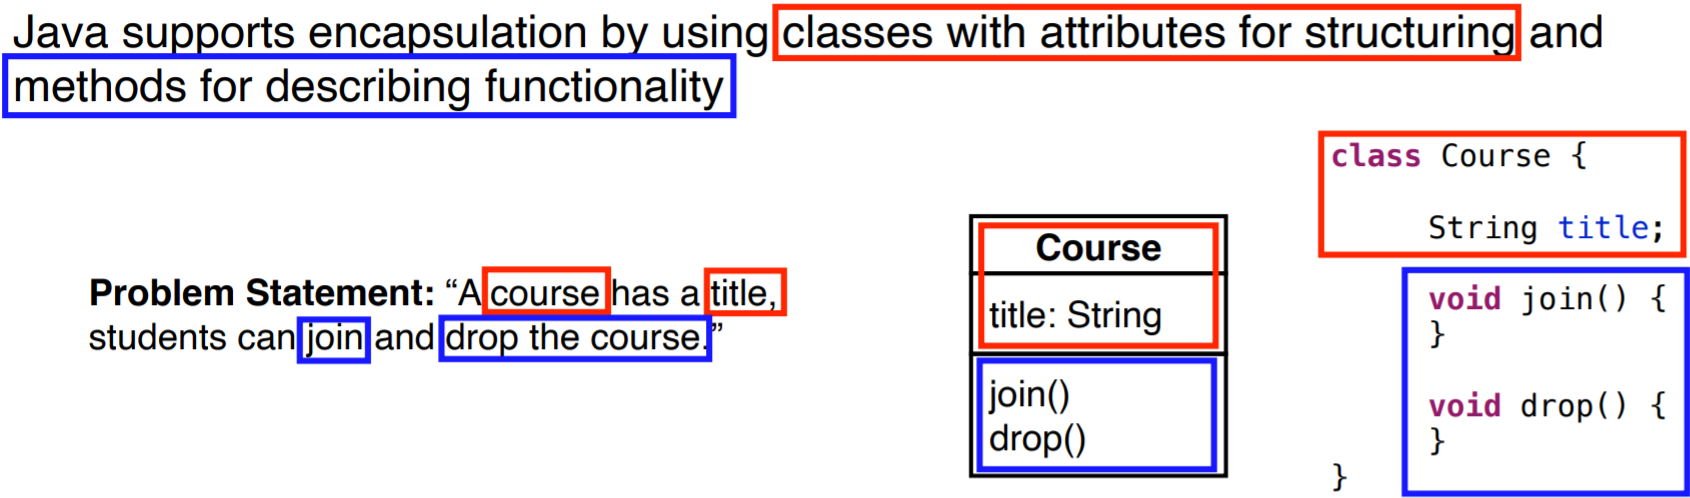 Java supports encapsulation by using classes with attributes for structuring and
methods for describing functionality
Problem Statement: “A course has a title,
students can join and drop the course.”
Course
title: String
join()
drop()
class Course {
String title;
void join() {
}
void drop() {
}
}